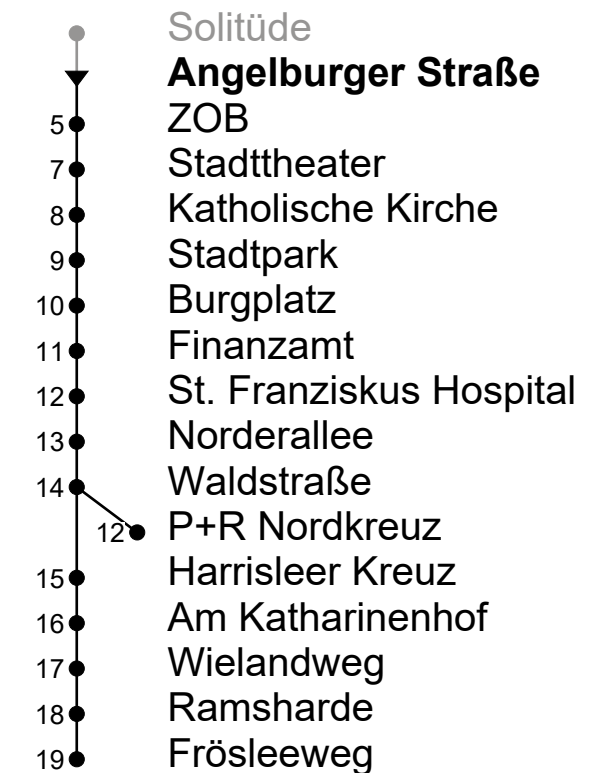 Solitüde
Angelburger Straße
5 ZOB
7 Stadttheater
8 Katholische Kirche
9 Stadtpark
10 Burgplatz
11 Finanzamt
12 St. Franziskus Hospital
13 Norderallee
14 Waldstraße
12 P+R Nordkreuz
15 Harrisleer Kreuz
16 Am Katharinenhof
17 Wielandweg
18 Ramsharde
19 Frösleeweg